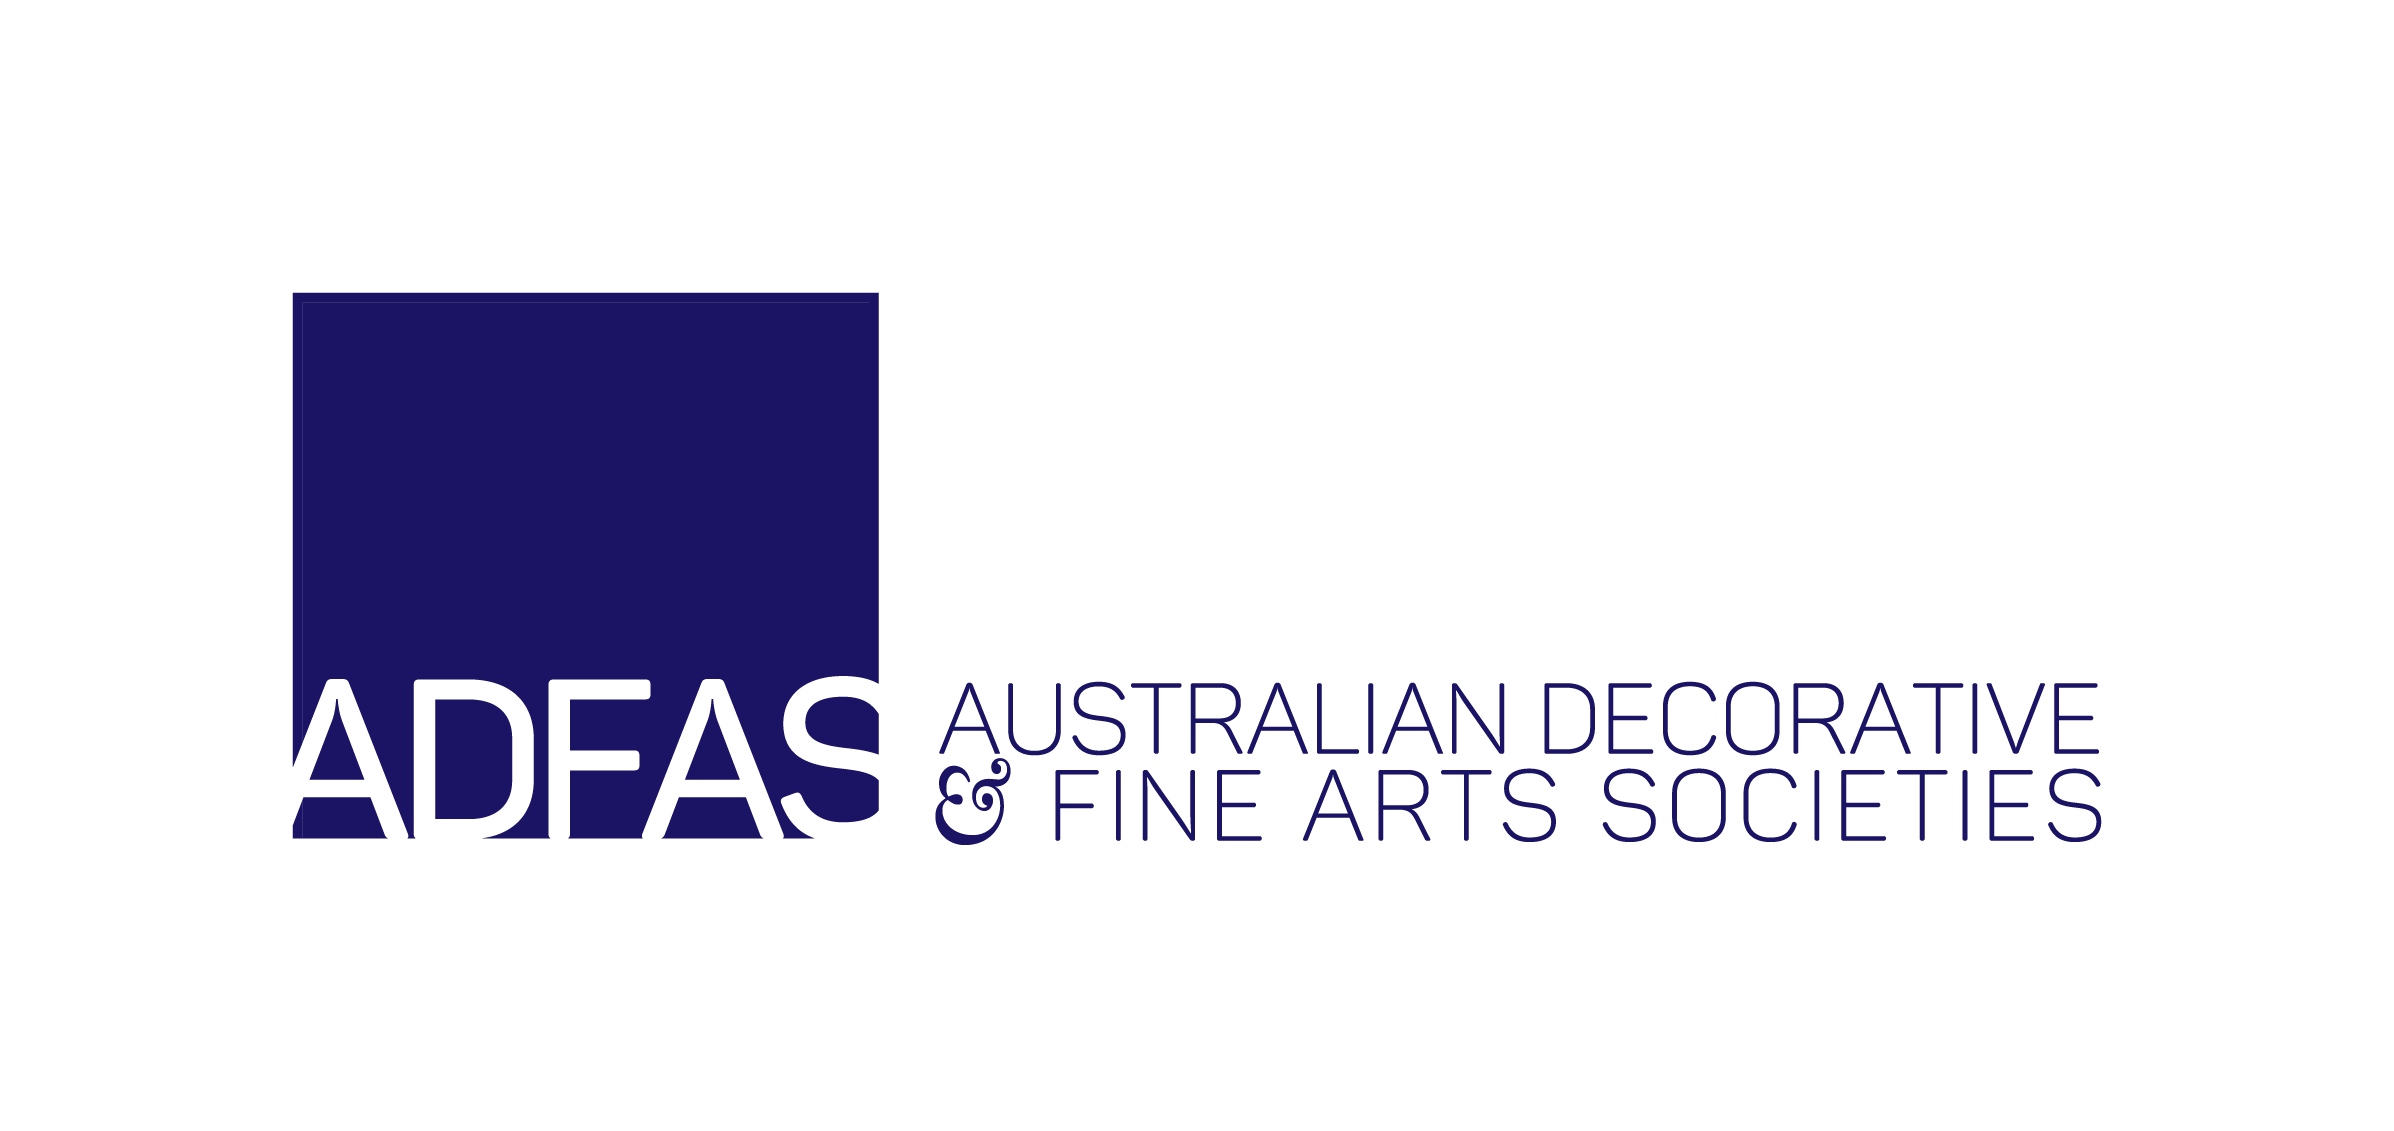 ADFAS
AUSTRALIAN DECORATIVE
& FINE ARTS SOCIETIES